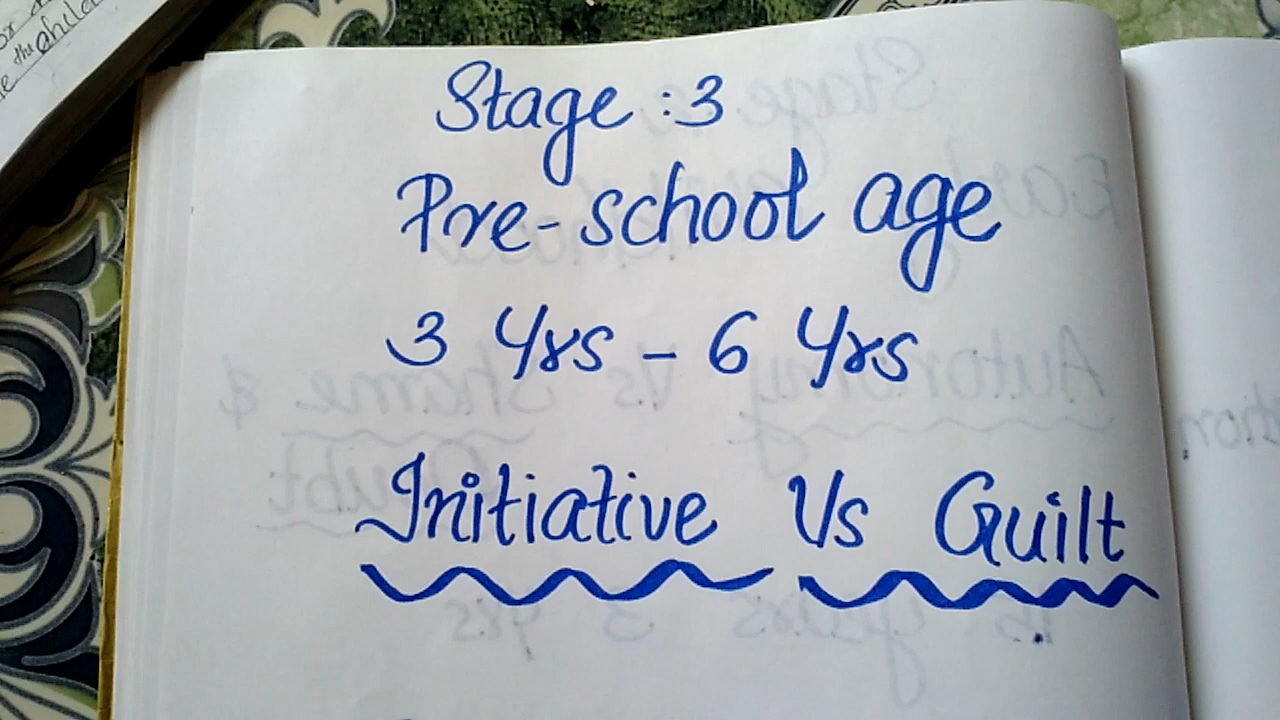 Stage : 3
Pre-school age
3 Yrs - 6 Yrs
Initiative Vs Guilt